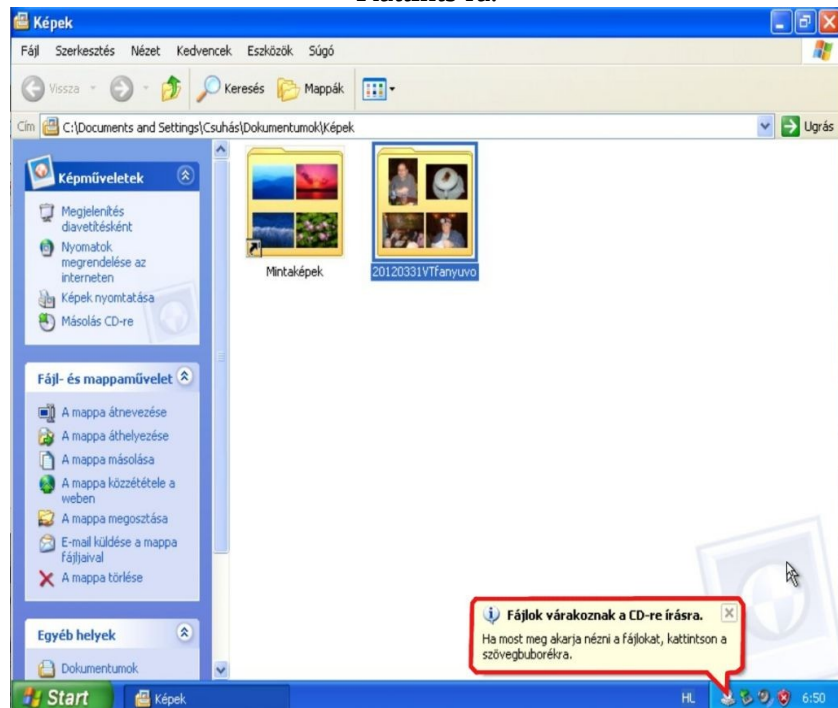 Képek
Fájl Szerkesztés Nézet Kedvencek Eszközök Súgó
Vissza Keresés Mappák
Cím C:\Documents and Settings\Csuhás\Dokumentumok\Képek Ugrás
Képműveletek
Megjelenítés
diavetítésként
Nyomatok
megrendelése az
interneten
Képek nyomtatása
Másolás CD-re
Fájl- és mappaművelet
A mappa átnevezése
A mappa áthelyezése
A mappa másolása
A mappa közzététele a
weben
A mappa megosztása
E-mail küldése a mappa
fájljaival
A mappa törlése
Egyéb helyek
Dokumentumok
Mintaképek
20120331VTfanyuvo
Fájlok várakoznak a CD-re írásra.
Ha most meg akarja nézni a fájlokat, kattintson a
szövegbuborékra.
Start Képek HL 6:50